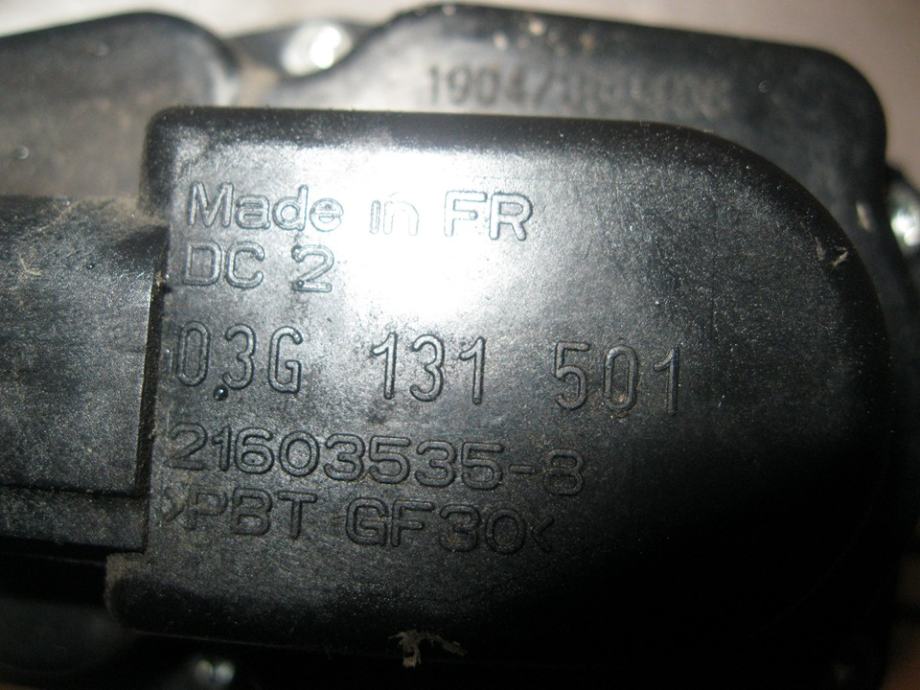 Made in FR
DC 2
03G 131 501
21603535-8
>PBT GF30<